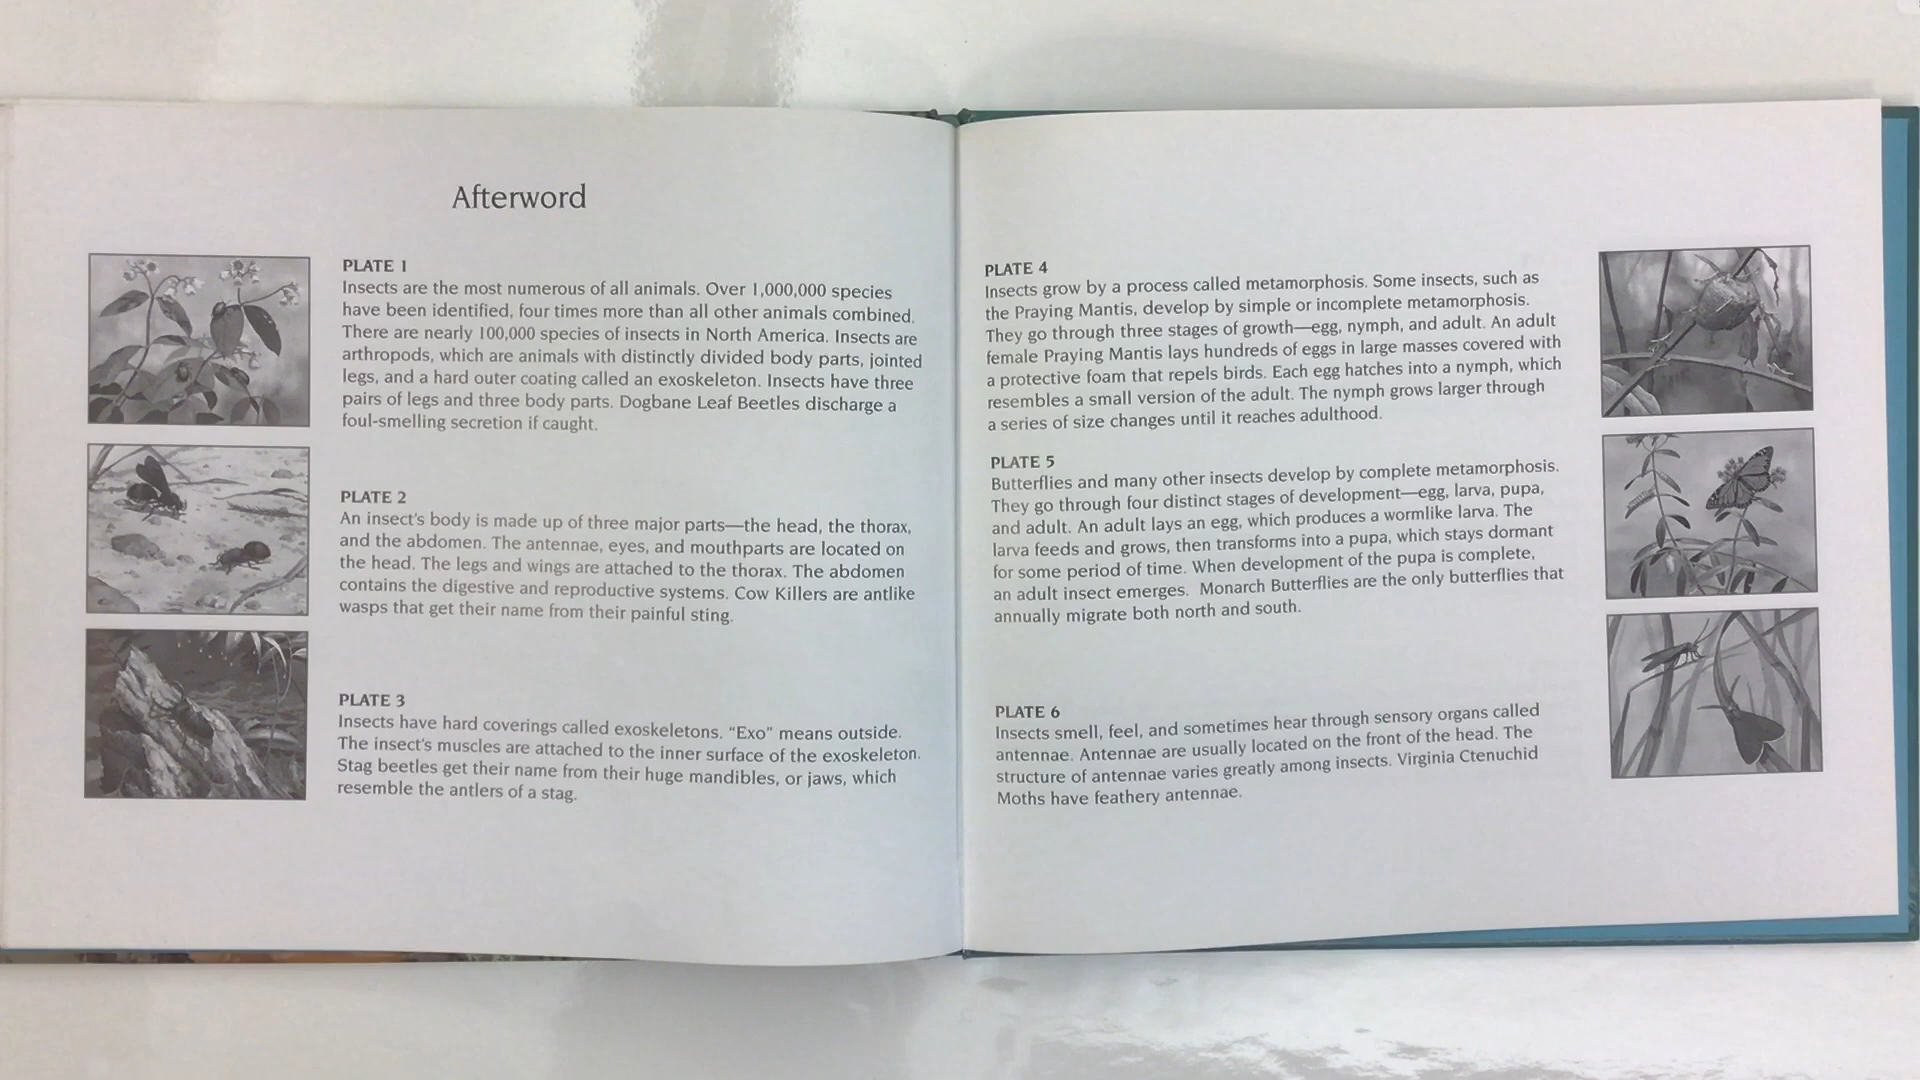 Afterword
PLATE 1
Insects are the most numerous of all animals. Over 1,000,000 species
have been identified, four times more than all other animals combined.
There are nearly 100,000 species of insects in North America. Insects are
arthropods, which are animals with distinctly divided body parts, jointed
legs, and a hard outer coating called an exoskeleton. Insects have three
pairs of legs and three body parts. Dogbane Leaf Beetles discharge a
foul-smelling secretion if caught.
PLATE 2
An insect's body is made up of three major parts—the head, the thorax,
and the abdomen. The antennae, eyes, and mouthparts are located on
the head. The legs and wings are attached to the thorax. The abdomen
contains the digestive and reproductive systems. Cow Killers are antlike
wasps that get their name from their painful sting.
PLATE 3
Insects have hard coverings called exoskeletons. “Exo” means outside.
The insect's muscles are attached to the inner surface of the exoskeleton.
Stag beetles get their name from their huge mandibles, or jaws, which
resemble the antlers of a stag.
PLATE 4
Insects grow by a process called metamorphosis. Some insects, such as
the Praying Mantis, develop by simple or incomplete metamorphosis.
They go through three stages of growth—egg, nymph, and adult. An adult
female Praying Mantis lays hundreds of eggs in large masses covered with
a protective foam that repels birds. Each egg hatches into a nymph, which
resembles a small version of the adult. The nymph grows larger through
a series of size changes until it reaches adulthood.
PLATE 5
Butterflies and many other insects develop by complete metamorphosis.
They go through four distinct stages of development—egg, larva, pupa,
and adult. An adult lays an egg, which produces a wormlike larva. The
larva feeds and grows, then transforms into a pupa, which stays dormant
for some period of time. When development of the pupa is complete,
an adult insect emerges. Monarch Butterflies are the only butterflies that
annually migrate both north and south.
PLATE 6
Insects smell, feel, and sometimes hear through sensory organs called
antennae. Antennae are usually located on the front of the head. The
structure of antennae varies greatly among insects. Virginia Ctenuchid
Moths have feathery antennae.